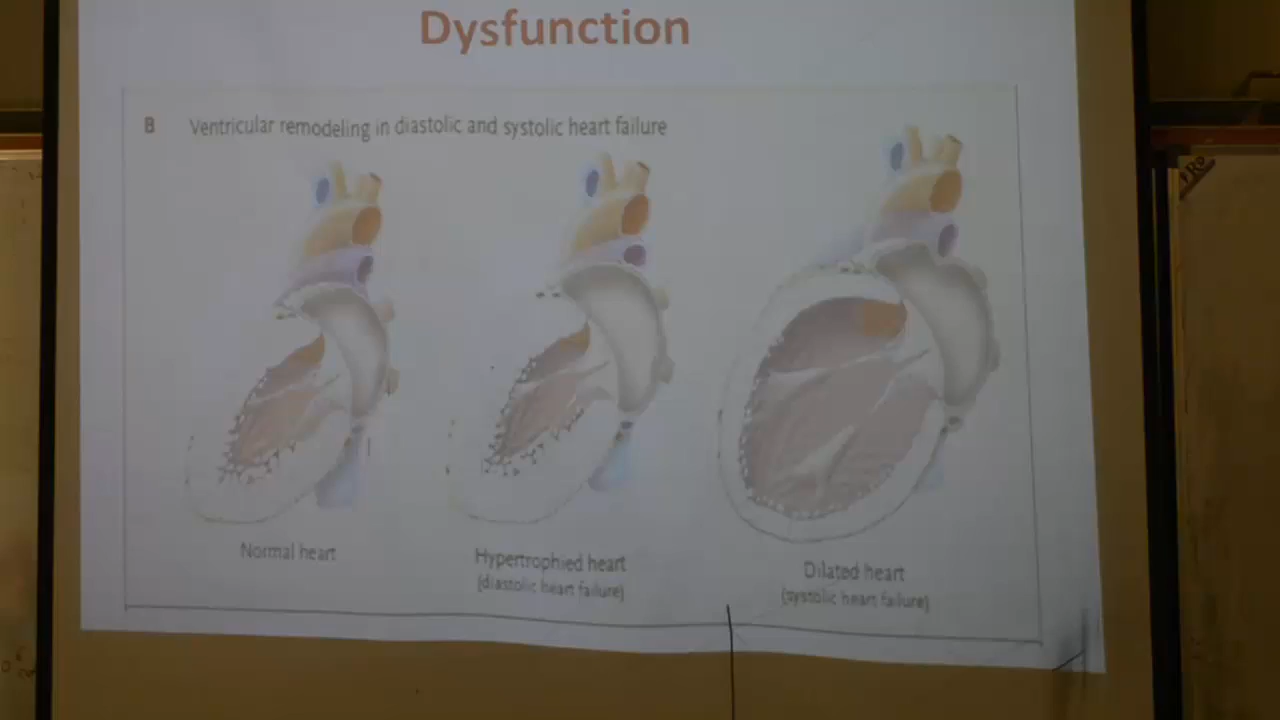 Dysfunction
B Ventricular remodeling in diastolic and systolic heart failure
Normal heart
Hypertrophied heart
(diastolic heart failure)
Dilated heart
(systolic heart failure)